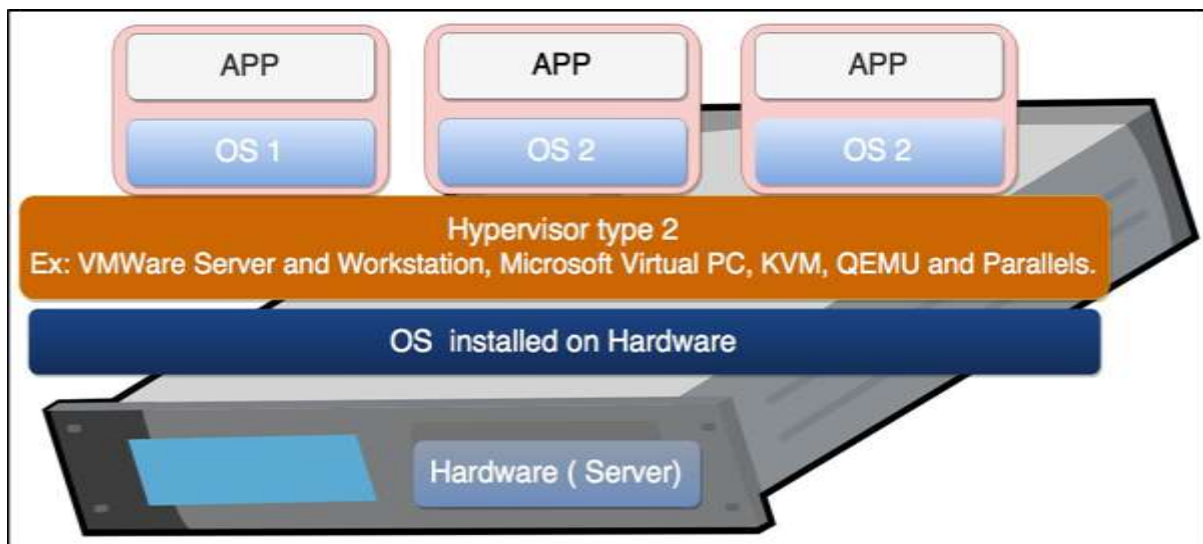 APP
APP
APP
OS 1
OS 2
OS 2
Hypervisor type 2
Ex: VMWare Server and Workstation, Microsoft Virtual PC, KVM, QEMU and Parallels.
OS installed on Hardware
Hardware ( Server)